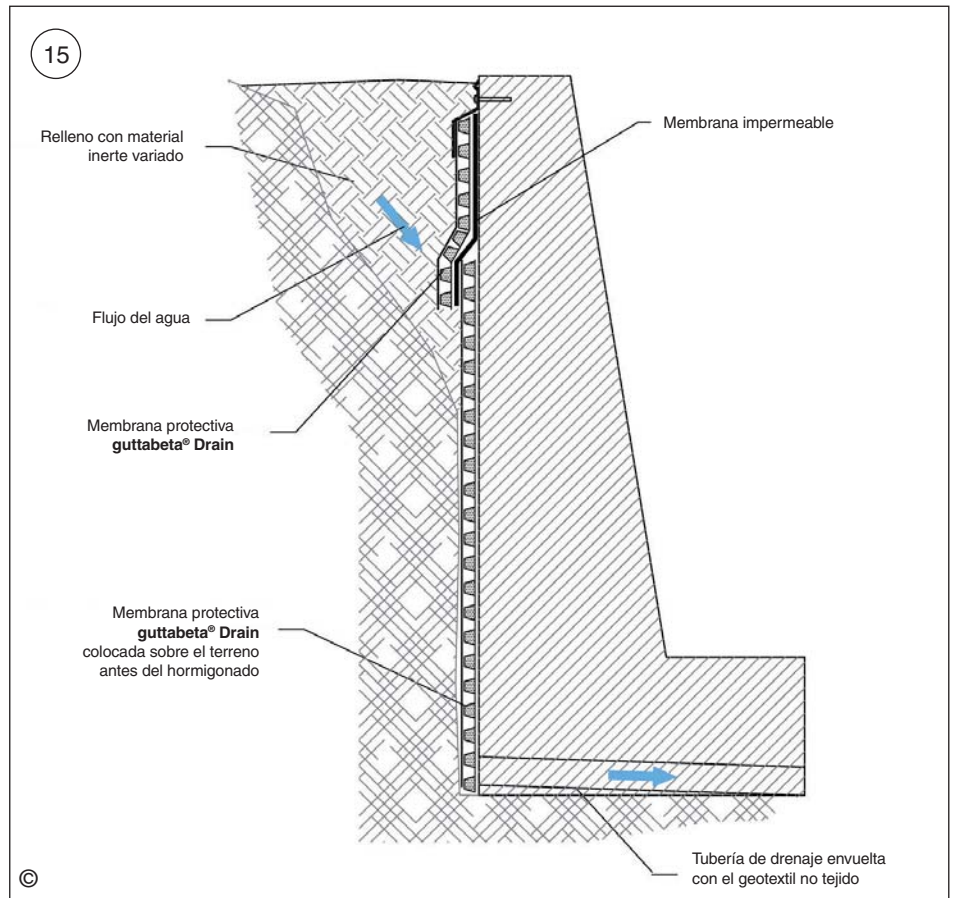 15
Relleno con material
inerte variado
Membrana impermeable
Flujo del agua
Membrana protectiva
guttabeta® Drain
Membrana protectiva
guttabeta® Drain
colocada sobre el terreno
antes del hormigonado
Tubería de drenaje envuelta
con el geotextil no tejido
©